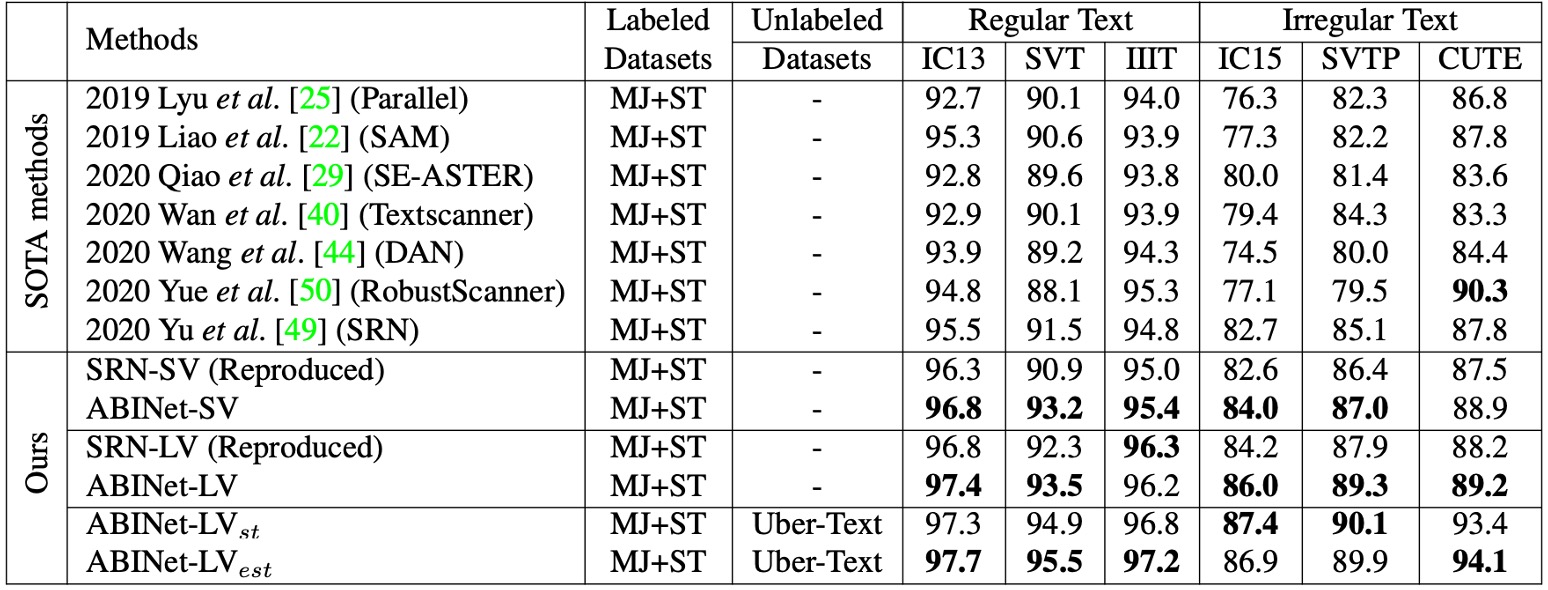 Methods Labeled Datasets Unlabeled Datasets Regular Text Irregular Text
IC13 SVT IIIT IC15 SVTP CUTE
SOTA methods
2019 Lyu et al. [25] (Parallel) MJ+ST - 92.7 90.1 94.0 76.3 82.3 86.8
2019 Liao et al. [22] (SAM) MJ+ST - 95.3 90.6 93.9 77.3 82.2 87.8
2020 Qiao et al. [29] (SE-ASTER) MJ+ST - 92.8 89.6 93.8 80.0 81.4 83.6
2020 Wan et al. [40] (Textscanner) MJ+ST - 92.9 90.1 93.9 79.4 84.3 83.3
2020 Wang et al. [44] (DAN) MJ+ST - 93.9 89.2 94.3 74.5 80.0 84.4
2020 Yue et al. [50] (RobustScanner) MJ+ST - 94.8 88.1 95.3 77.1 79.5 90.3
2020 Yu et al. [49] (SRN) MJ+ST - 95.5 91.5 94.8 82.7 85.1 87.8
Ours
SRN-SV (Reproduced) MJ+ST - 96.3 90.9 95.0 82.6 86.4 87.5
ABINet-SV MJ+ST - 96.8 93.2 95.4 84.0 87.0 88.9
SRN-LV (Reproduced) MJ+ST - 96.8 92.3 96.3 84.2 87.9 88.2
ABINet-LV MJ+ST - 97.4 93.5 96.2 86.0 89.3 89.2
ABINet-LVst MJ+ST Uber-Text 97.3 94.9 96.8 87.4 90.1 93.4
ABINet-LVest MJ+ST Uber-Text 97.7 95.5 97.2 86.9 89.9 94.1